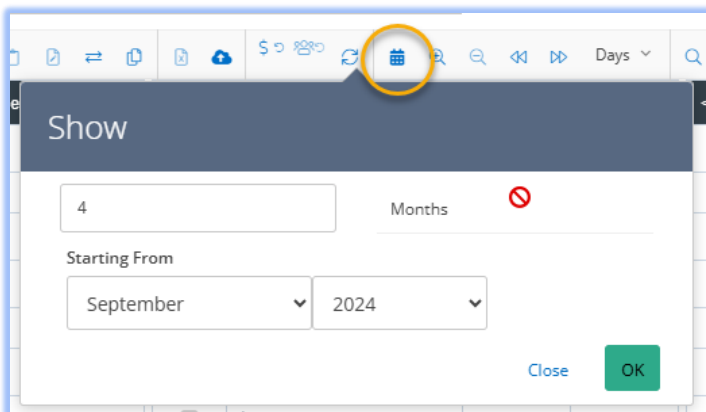 $
Days
e
Show
4
Months
Starting From
September
2024
Close
OK